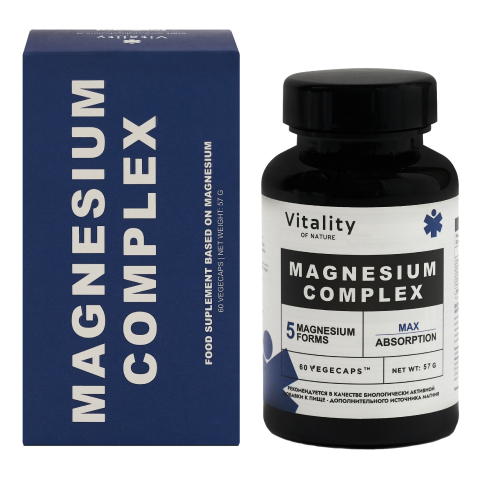 Vitality
MAGNESIUM
COMPLEX
FOOD SUPLEMENT BASED ON MAGNESIUM
60 VEGECAPS | NET WEIGHT: 57 G
Vitality
OF NATURE
MAGNESIUM
COMPLEX
5 MAGNESIUM
FORMS
MAX
ABSORPTION
60 VEGECAPS™
NET WT: 57 G
РЕКОМЕНДУЕТСЯ В КАЧЕСТВЕ БИОЛОГИЧЕСКИ АКТИВНОЙ
ДОБАВКИ К ПИЩЕ - ДОПОЛНИТЕЛЬНОГО ИСТОЧНИКА МАГНИЯ